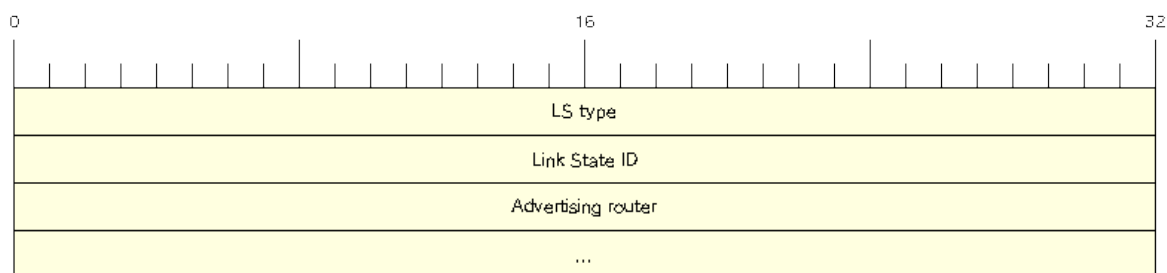 0 16 32
LS type
Link State ID
Advertising router
...